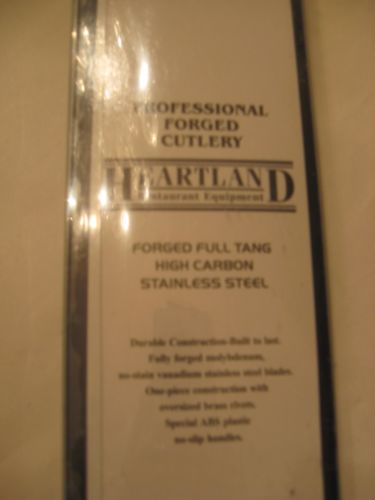 PROFESSIONAL
FORGED
CUTLERY
HEARTLAND
Restaurant Equipment
FORGED FULL TANG
HIGH CARBON
STAINLESS STEEL
Durable Construction-Built to last.
Fully forged molybdenum,
no-stain vanadium stainless steel blades.
One-piece construction with
oversized brass rivets.
Special ABS plastic
no-slip handles.